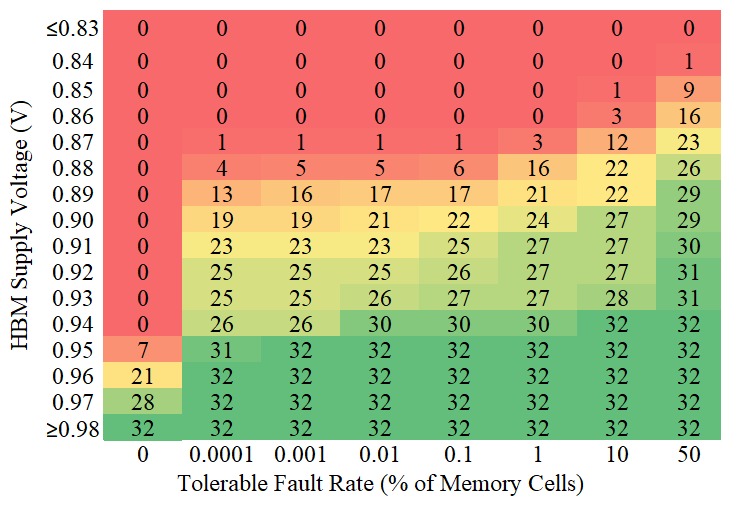 HBM Supply Voltage (V)
≤0.83 0 0 0 0 0 0 0 0
0.84 0 0 0 0 0 0 0 1
0.85 0 0 0 0 0 0 1 9
0.86 0 0 0 0 0 0 3 16
0.87 0 1 1 1 1 3 12 23
0.88 0 4 5 5 6 16 22 26
0.89 0 13 16 17 17 21 22 29
0.90 0 19 19 21 22 24 27 29
0.91 0 23 23 23 25 27 27 30
0.92 0 25 25 25 26 27 27 31
0.93 0 25 25 26 27 27 28 31
0.94 0 26 26 30 30 30 32 32
0.95 7 31 32 32 32 32 32 32
0.96 21 32 32 32 32 32 32 32
0.97 28 32 32 32 32 32 32 32
≥0.98 32 32 32 32 32 32 32 32
0 0.0001 0.001 0.01 0.1 1 10 50
Tolerable Fault Rate (% of Memory Cells)